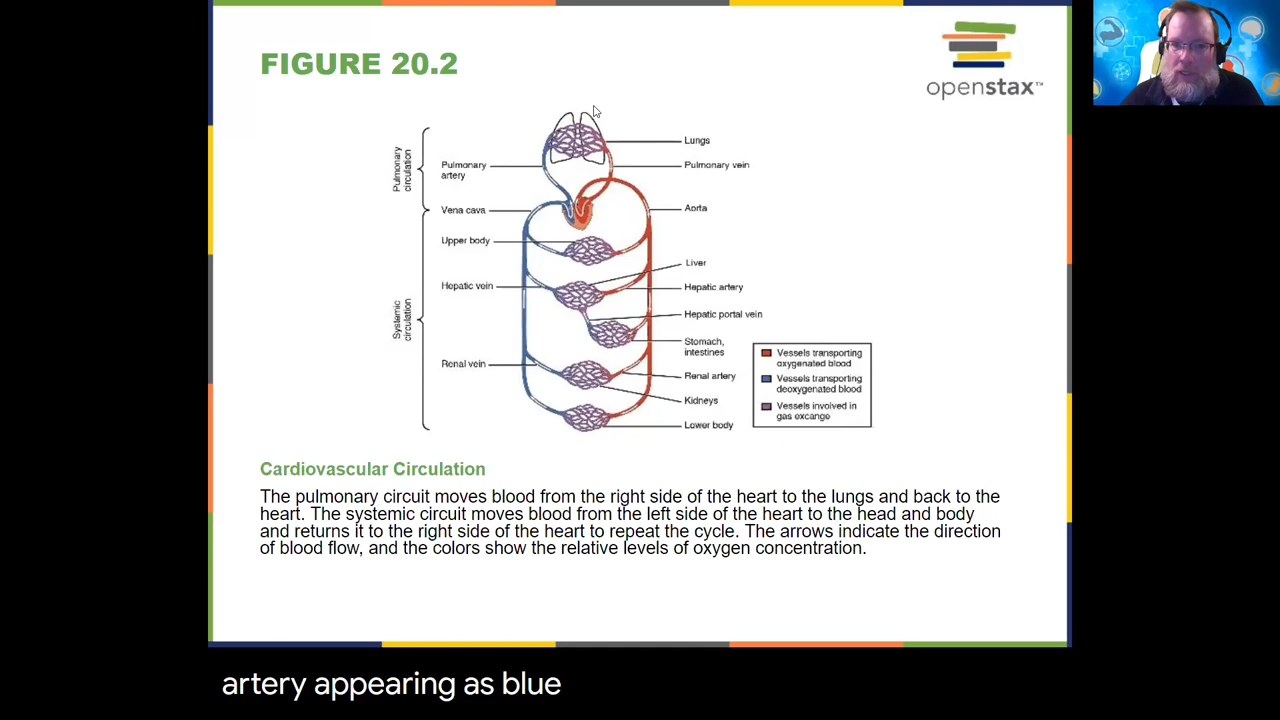 FIGURE 20.2
openstax™
Pulmonary
circulation
Systemic
circulation
Pulmonary
artery
Vena cava
Upper body
Hepatic vein
Renal vein
Lungs
Pulmonary vein
Aorta
Liver
Hepatic artery
Hepatic portal vein
Stomach,
intestines
Renal artery
Kidneys
Lower body
Vessels transporting
oxygenated blood
Vessels transporting
deoxygenated blood
Vessels involved in
gas excange
Cardiovascular Circulation
The pulmonary circuit moves blood from the right side of the heart to the lungs and back to the
heart. The systemic circuit moves blood from the left side of the heart to the head and body
and returns it to the right side of the heart to repeat the cycle. The arrows indicate the direction
of blood flow, and the colors show the relative levels of oxygen concentration.
artery appearing as blue